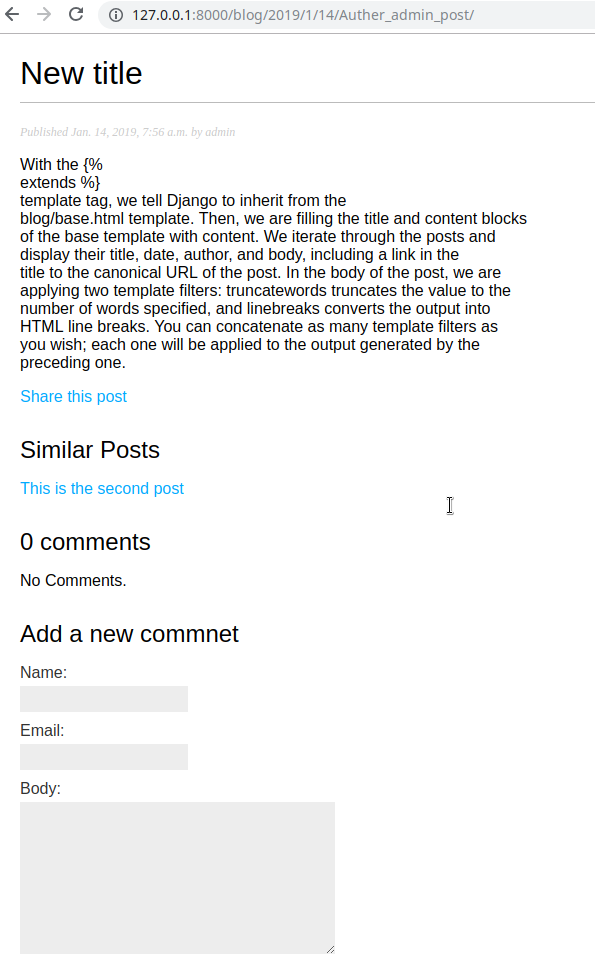 127.0.0.1:8000/blog/2019/1/14/Auther_admin_post/
New title
Published Jan. 14, 2019, 7:56 a.m. by admin
With the {%
extends %}
template tag, we tell Django to inherit from the
blog/base.html template. Then, we are filling the title and content blocks
of the base template with content. We iterate through the posts and
display their title, date, author, and body, including a link in the
title to the canonical URL of the post. In the body of the post, we are
applying two template filters: truncatewords truncates the value to the
number of words specified, and linebreaks converts the output into
HTML line breaks. You can concatenate as many template filters as
you wish; each one will be applied to the output generated by the
preceding one.
Share this post
Similar Posts
This is the second post
0 comments
No Comments.
Add a new commnet
Name:
Email:
Body: